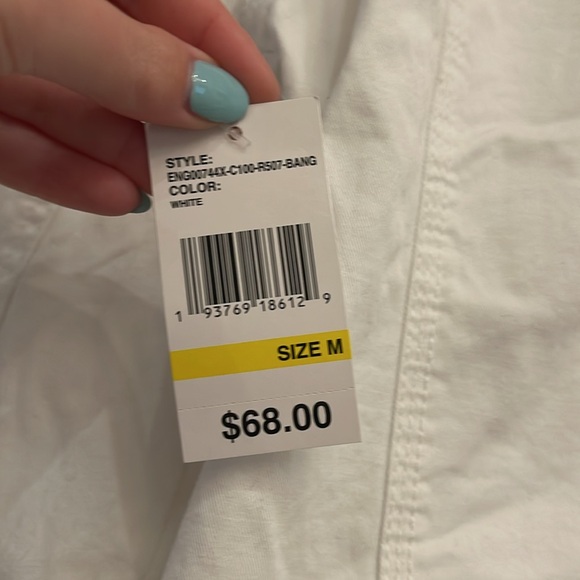 STYLE:
ENG00744X-C100-R507-BANG
COLOR:
WHITE
1 93769 18612 9
SIZE M
$68.00